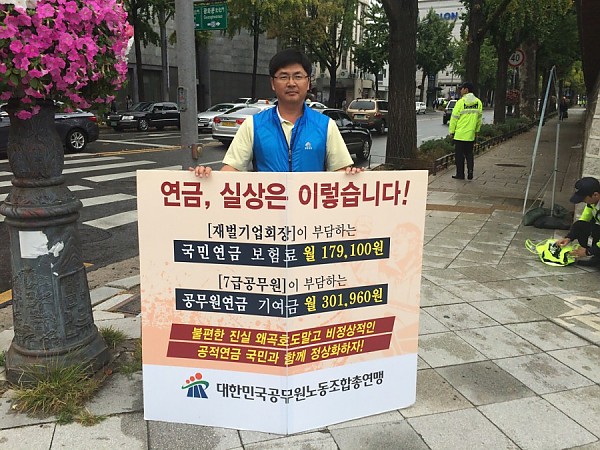 연금, 실상은 이렇습니다!
[재벌기업회장]이 부담하는
국민연금 보험료 월 179,100원
[7급공무원]이 부담하는
공무원연금 기여금 월 301,960원
불편한 진실 왜곡호도말고 비정상적인
공적연금 국민과 함께 정상화하자!
대한민국공무원노동조합총연맹
40